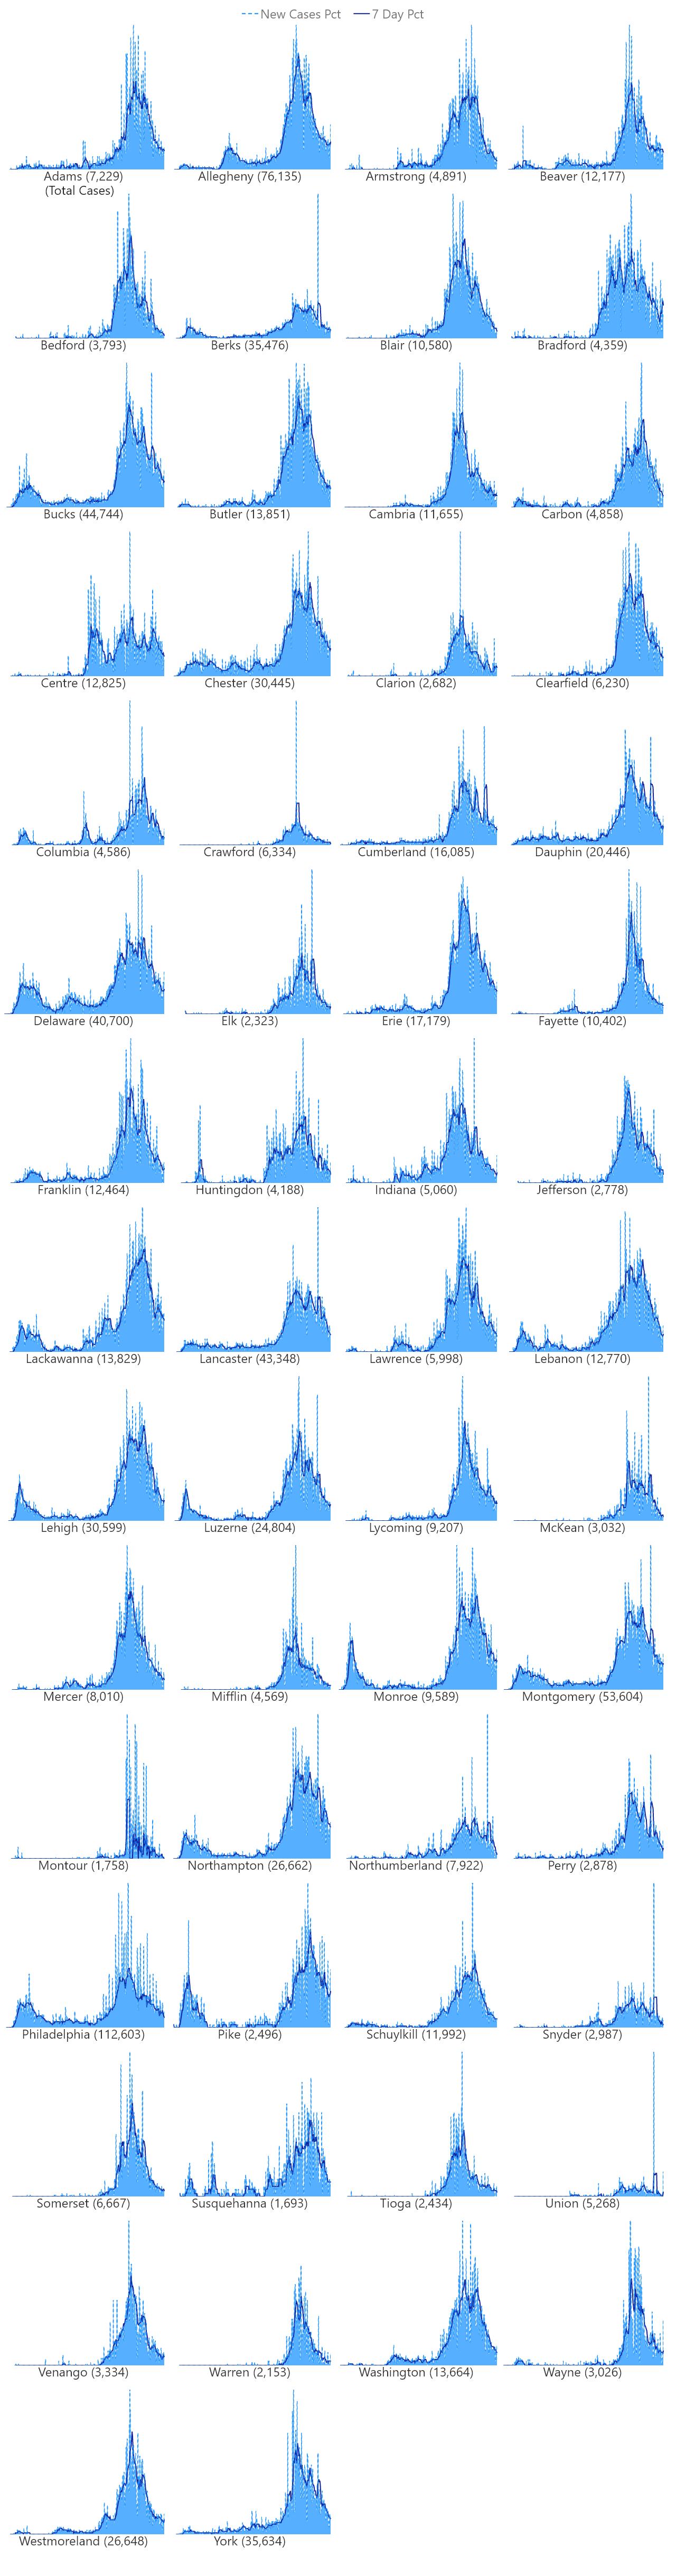 New Cases Pct 7 Day Pct
Adams (7,229) Allegheny (76,135) Armstrong (4,891) Beaver (12,177)
(Total Cases)
Bedford (3,793) Berks (35,476) Blair (10,580) Bradford (4,359)
Bucks (44,744) Butler (13,851) Cambria (11,655) Carbon (4,858)
Centre (12,825) Chester (30,445) Clarion (2,682) Clearfield (6,230)
Columbia (4,586) Crawford (6,334) Cumberland (16,085) Dauphin (20,446)
Delaware (40,700) Elk (2,323) Erie (17,179) Fayette (10,402)
Franklin (12,464) Huntingdon (4,188) Indiana (5,060) Jefferson (2,778)
Lackawanna (13,829) Lancaster (43,348) Lawrence (5,998) Lebanon (12,770)
Lehigh (30,599) Luzerne (24,804) Lycoming (9,207) McKean (3,032)
Mercer (8,010) Mifflin (4,569) Monroe (9,589) Montgomery (53,604)
Montour (1,758) Northampton (26,662) Northumberland (7,922) Perry (2,878)
Philadelphia (112,603) Pike (2,496) Schuylkill (11,992) Snyder (2,987)
Somerset (6,667) Susquehanna (1,693) Tioga (2,434) Union (5,268)
Venango (3,334) Warren (2,153) Washington (13,664) Wayne (3,026)
Westmoreland (26,648) York (35,634)